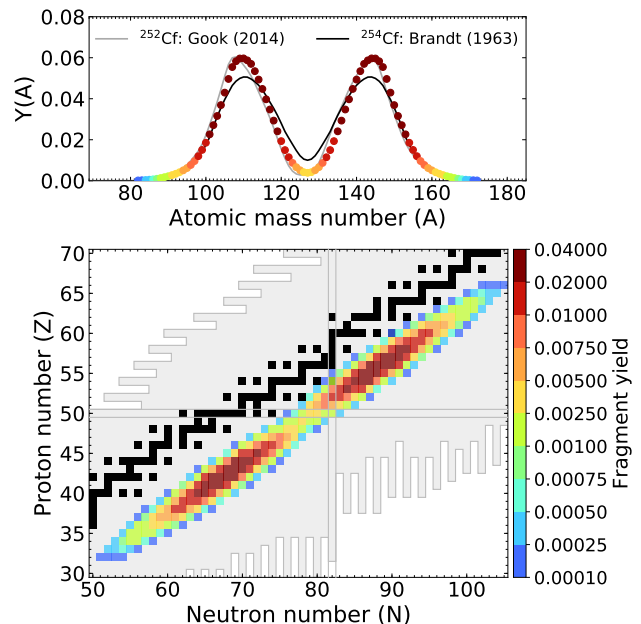 0.08
0.06
0.04
0.02
0.00
Y(A)
²⁵²Cf: Gook (2014)
²⁵⁴Cf: Brandt (1963)
80 100 120 140 160 180
Atomic mass number (A)
70
65
60
55
50
45
40
35
30
Proton number (Z)
50 60 70 80 90 100
Neutron number (N)
0.04000
0.02000
0.01000
0.00500
0.00250
0.00100
0.00075
0.00050
0.00025
0.00010
Fragment yield